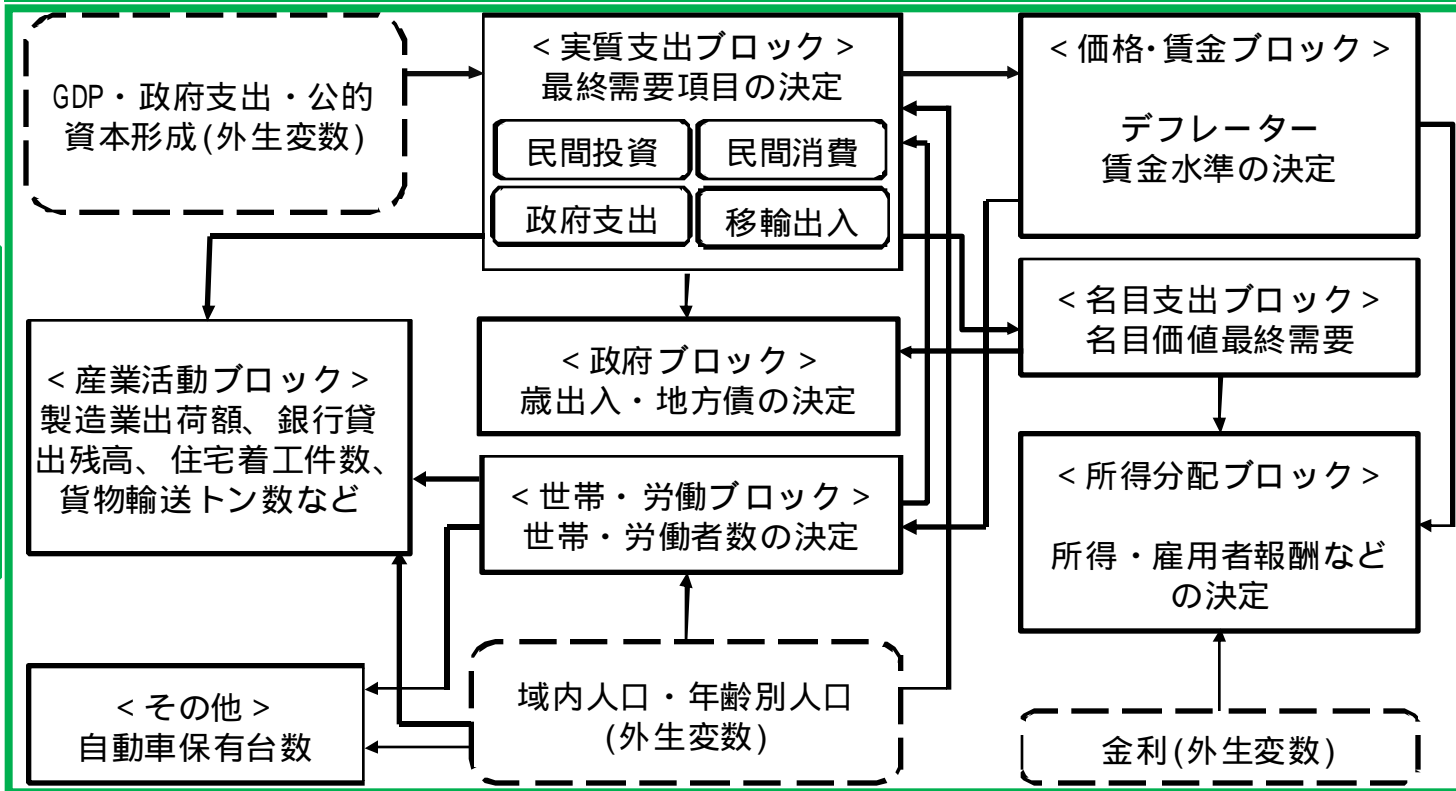 GDP・政府支出・公的
資本形成(外生変数)
<実質支出ブロック>
最終需要項目の決定
民間投資
民間消費
政府支出
移輸出入
<価格・賃金ブロック>
デフレーター
賃金水準の決定
<名目支出ブロック>
名目価値最終需要
<政府ブロック>
歳出入・地方債の決定
<産業活動ブロック>
製造業出荷額、銀行貸
出残高、住宅着工件数、
貨物輸送トン数など
<世帯・労働ブロック>
世帯・労働者数の決定
<所得分配ブロック>
所得・雇用者報酬など
の決定
<その他>
自動車保有台数
域内人口・年齢別人口
(外生変数)
金利(外生変数)